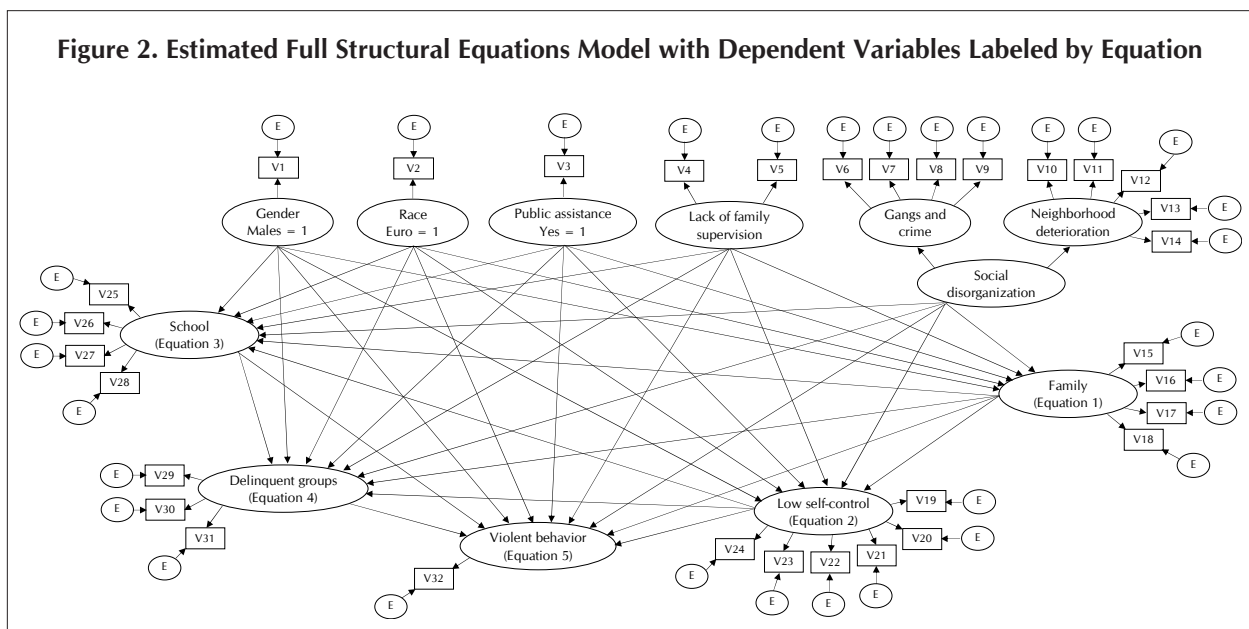 Figure 2. Estimated Full Structural Equations Model with Dependent Variables Labeled by Equation
E
E
E
E
E
E
E
E
E
E
E
E
V1
V2
V3
V4
V5
V6
V7
V8
V9
V10
V11
V12
Gender
Males = 1
Race
Euro = 1
Public assistance
Yes = 1
Lack of family
supervision
Gangs and
crime
Neighborhood
deterioration
V13
E
V14
E
Social
disorganization
E
V25
E
V26
E
V27
V28
E
School
(Equation 3)
V15
E
V16
E
V17
E
V18
E
Family
(Equation 1)
E
V29
E
V30
V31
E
Delinquent groups
(Equation 4)
Violent behavior
(Equation 5)
V32
E
Low self-control
(Equation 2)
V19
E
V20
E
V21
V22
V23
V24
E
E
E
E